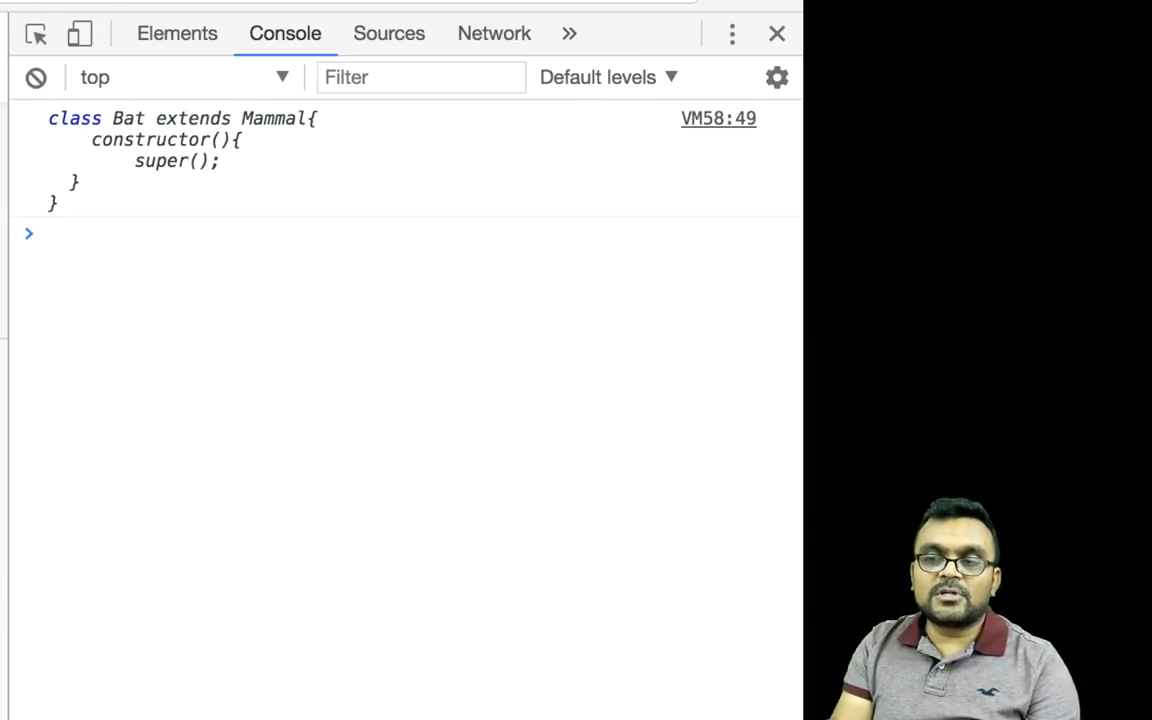 Elements Console Sources Network »
top Filter Default levels
class Bat extends Mammal{ VM58:49
constructor(){
super();
}
}
>